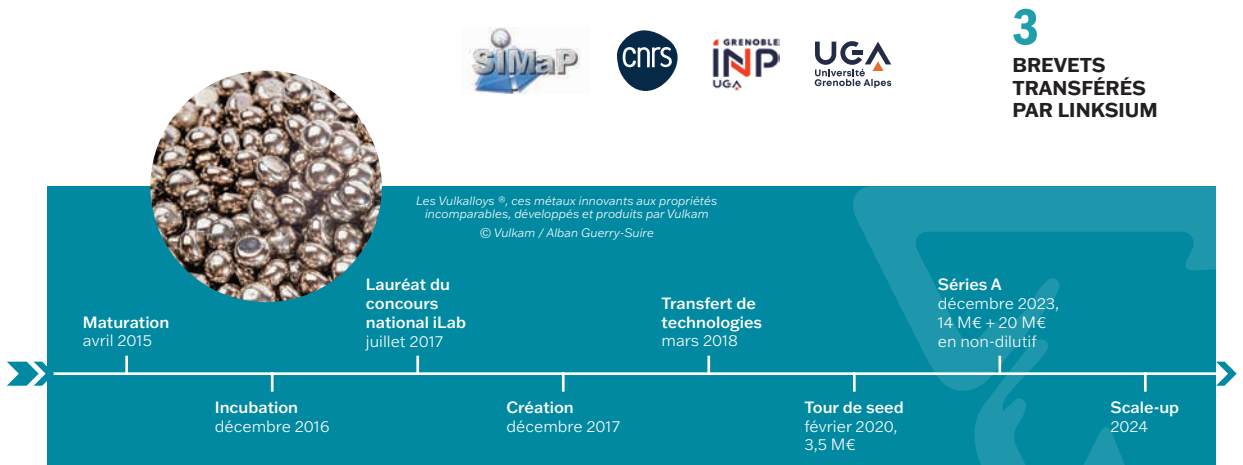 SiMaP
cnrs
GRENOBLE
INP
UGA
UGA
Université
Grenoble Alpes
3
BREVETS
TRANSFÉRÉS
PAR LINKSIUM
Les Vulkalloys ®, ces métaux innovants aux propriétés
incomparables, développés et produits par Vulkam
© Vulkam / Alban Guerry-Suire
Maturation
avril 2015
Incubation
décembre 2016
Lauréat du
concours
national iLab
juillet 2017
Création
décembre 2017
Transfert de
technologies
mars 2018
Tour de seed
février 2020,
3,5 M€
Séries A
décembre 2023,
14 M€ + 20 M€
en non-dilutif
Scale-up
2024